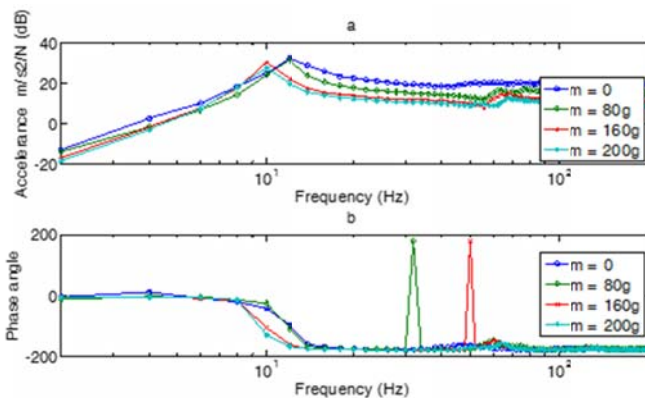 a
Accelerance m/s2/N (dB)
40
20
0
-20
10^1
10^2
Frequency (Hz)
m = 0
m = 80g
m = 160g
m = 200g
b
Phase angle
200
0
-200
10^1
10^2
Frequency (Hz)
m = 0
m = 80g
m = 160g
m = 200g